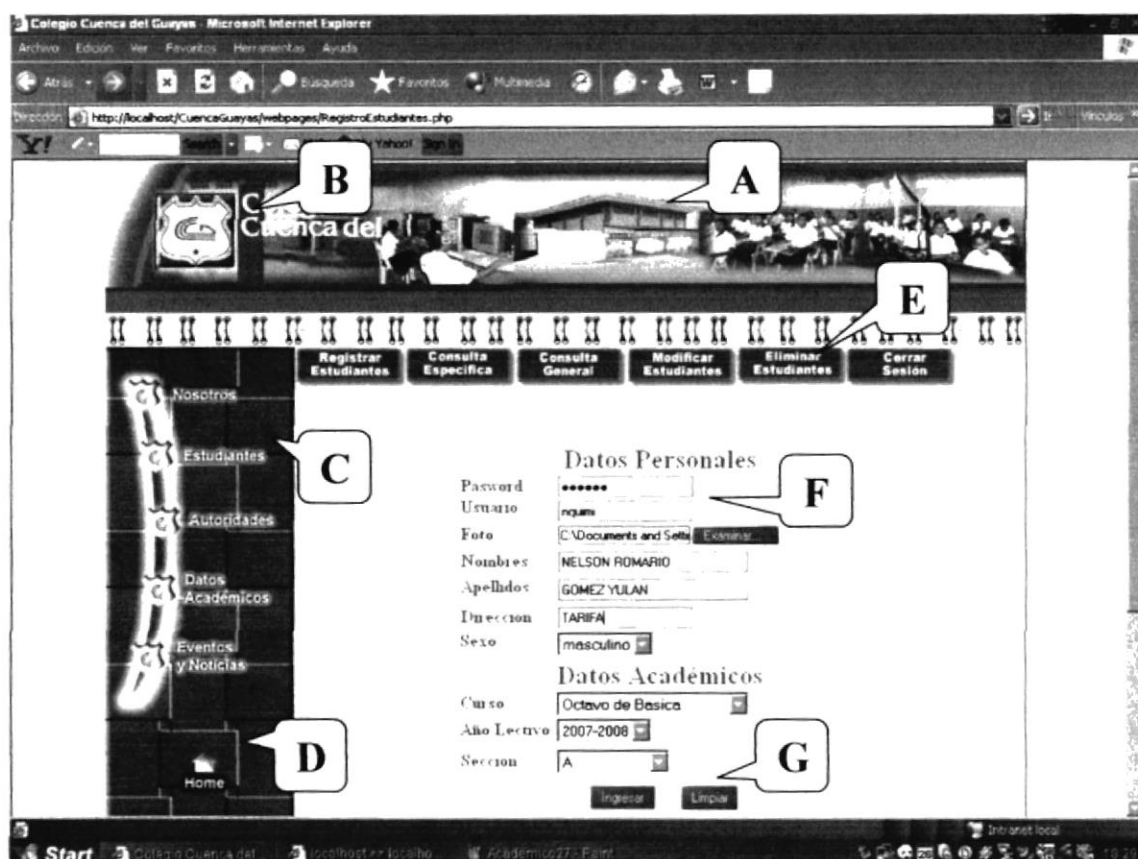 Colegio Cuenca del Guayas - Microsoft Internet Explorer
Archivo Edición Ver Favoritos Herramientas Ayuda
Atrás Búsqueda Favoritos Multimedia
Dirección http://localhost/CuencaGuayas/webpages/RegistroEstudiantes.php Ir Vínculos
Y! Search Yahoo! Sign In
B
A
Cuenca del
E
Registrar Estudiantes
Consulta Especifica
Consulta General
Modificar Estudiantes
Eliminar Estudiantes
Cerrar Sesión
Nosotros
Estudiantes
Autoridades
Datos Académicos
Eventos y Noticias
Home
C
D
Datos Personales
F
Pasword ••••••
Usuario nquimi
Foto C:\Documents and Setti Examinar...
Nombres NELSON ROMARIO
Apellidos GOMEZ YULAN
Direccion TARIFA
Sexo masculino
Datos Académicos
Curso Octavo de Basica
Año Lectivo 2007-2008
Seccion A
G
Ingresar Limpiar
Intranet local
Start Colegio Cuenca del localhost >> localho Academico27 - Paint